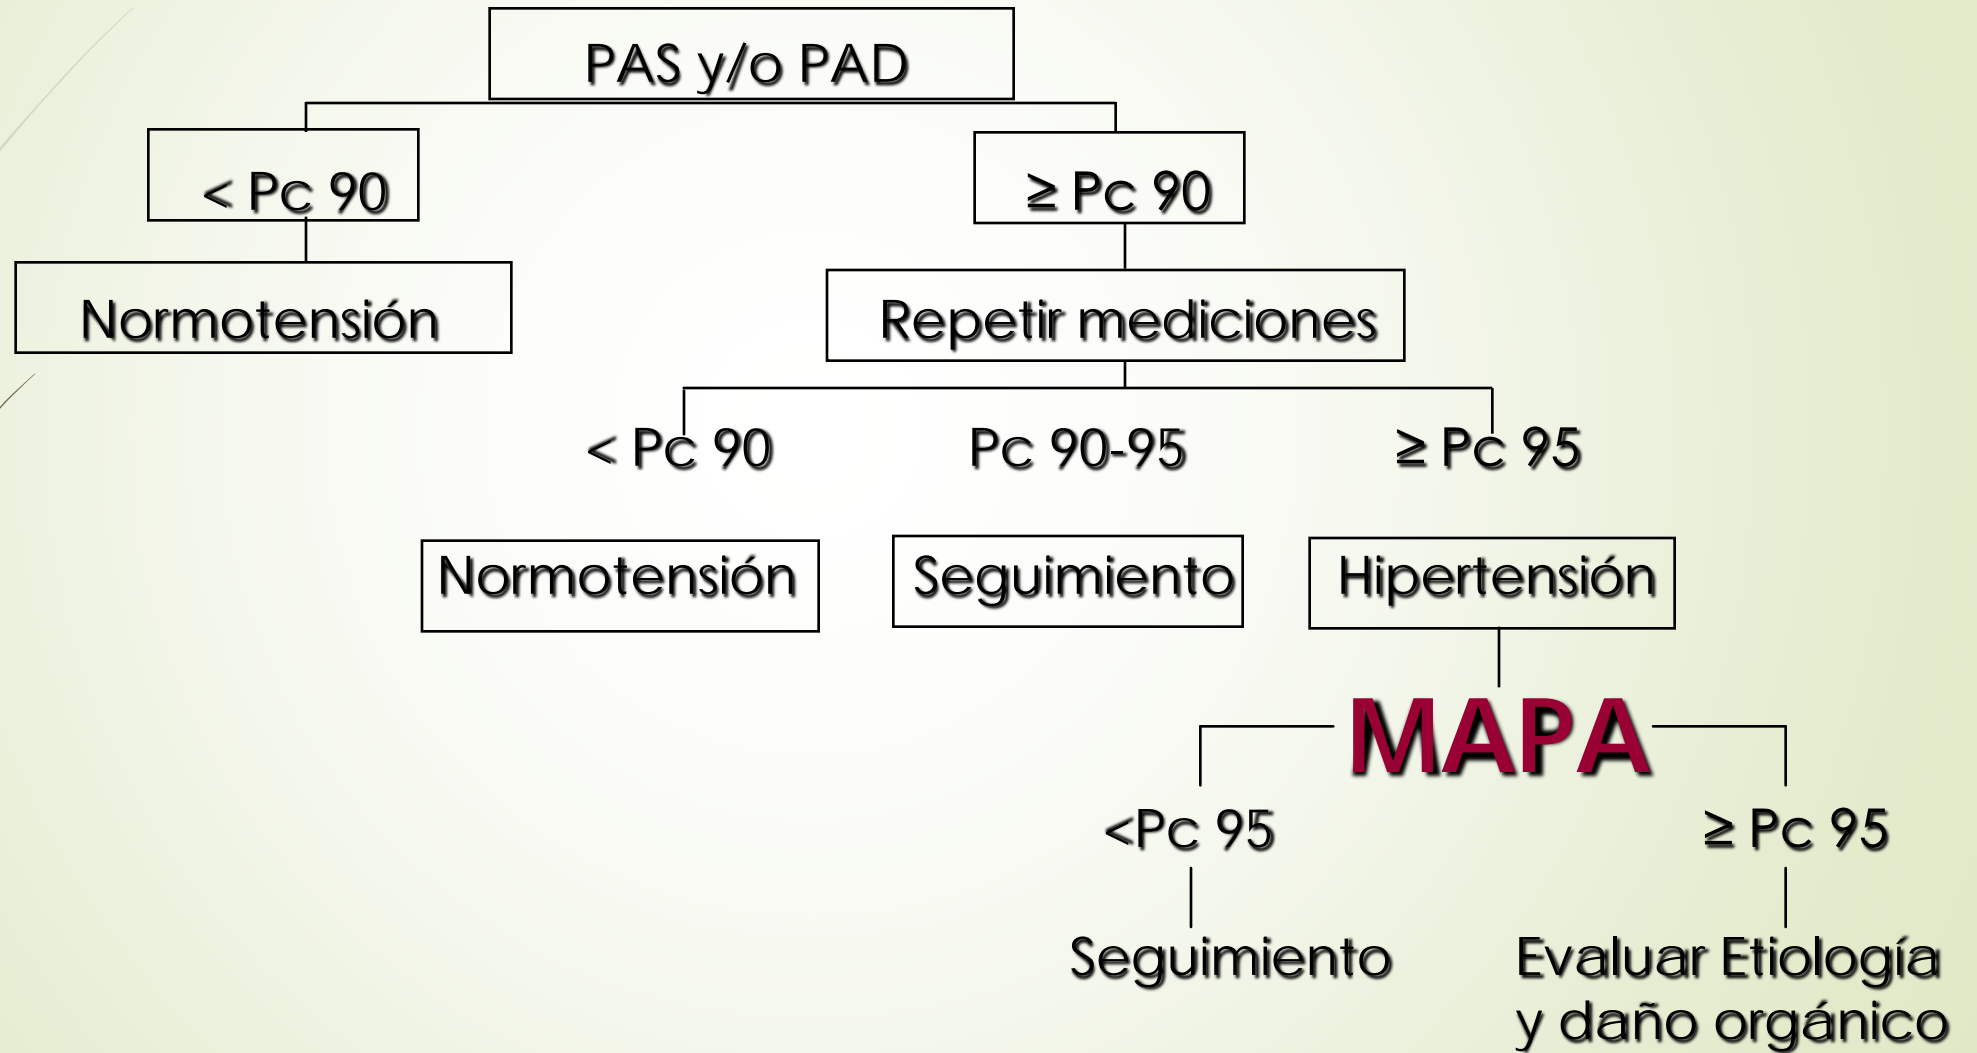 PAS y/o PAD
< Pc 90
≥ Pc 90
Normotensión
Repetir mediciones
< Pc 90
Pc 90-95
≥ Pc 95
Normotensión
Seguimiento
Hipertensión
MAPA
<Pc 95
≥ Pc 95
Seguimiento
Evaluar Etiología
y daño orgánico